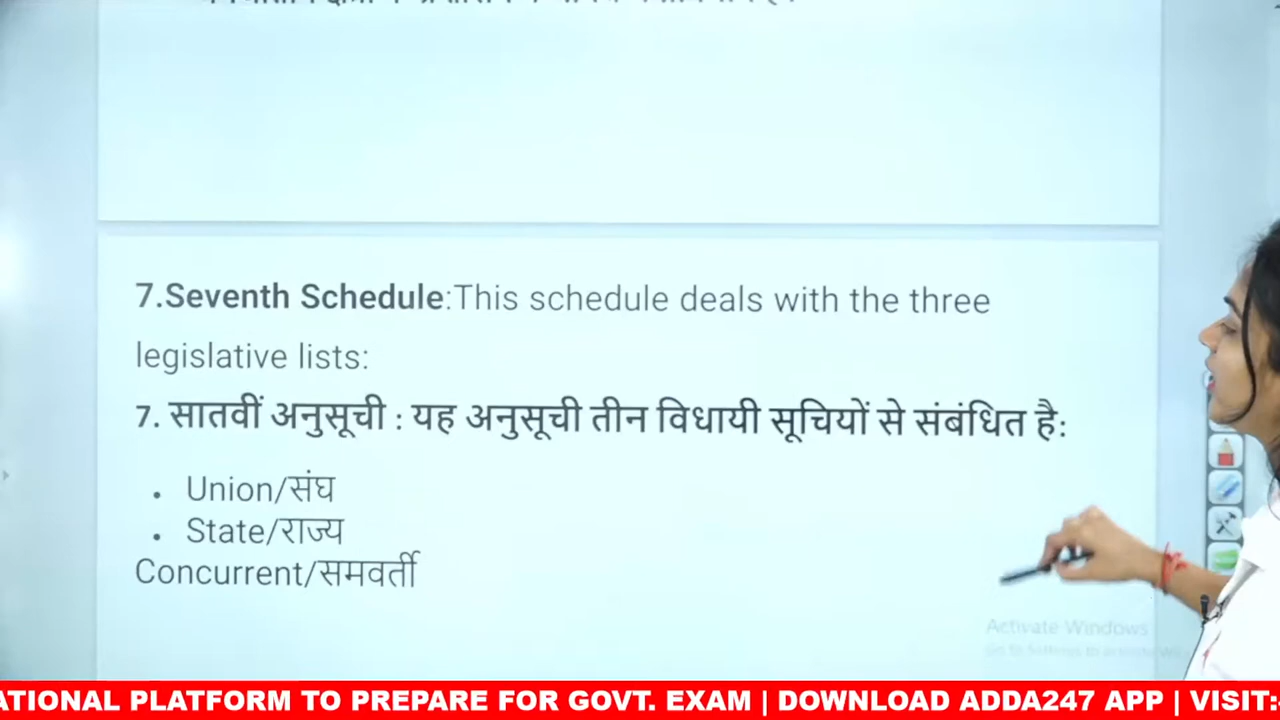 7.Seventh Schedule:This schedule deals with the three
legislative lists:
7. सातवीं अनुसूची : यह अनुसूची तीन विधायी सूचियों से संबंधित है:
• Union/संघ
• State/राज्य
Concurrent/समवर्ती
Activate Windows
ATIONAL PLATFORM TO PREPARE FOR GOVT. EXAM | DOWNLOAD ADDA247 APP | VISIT: